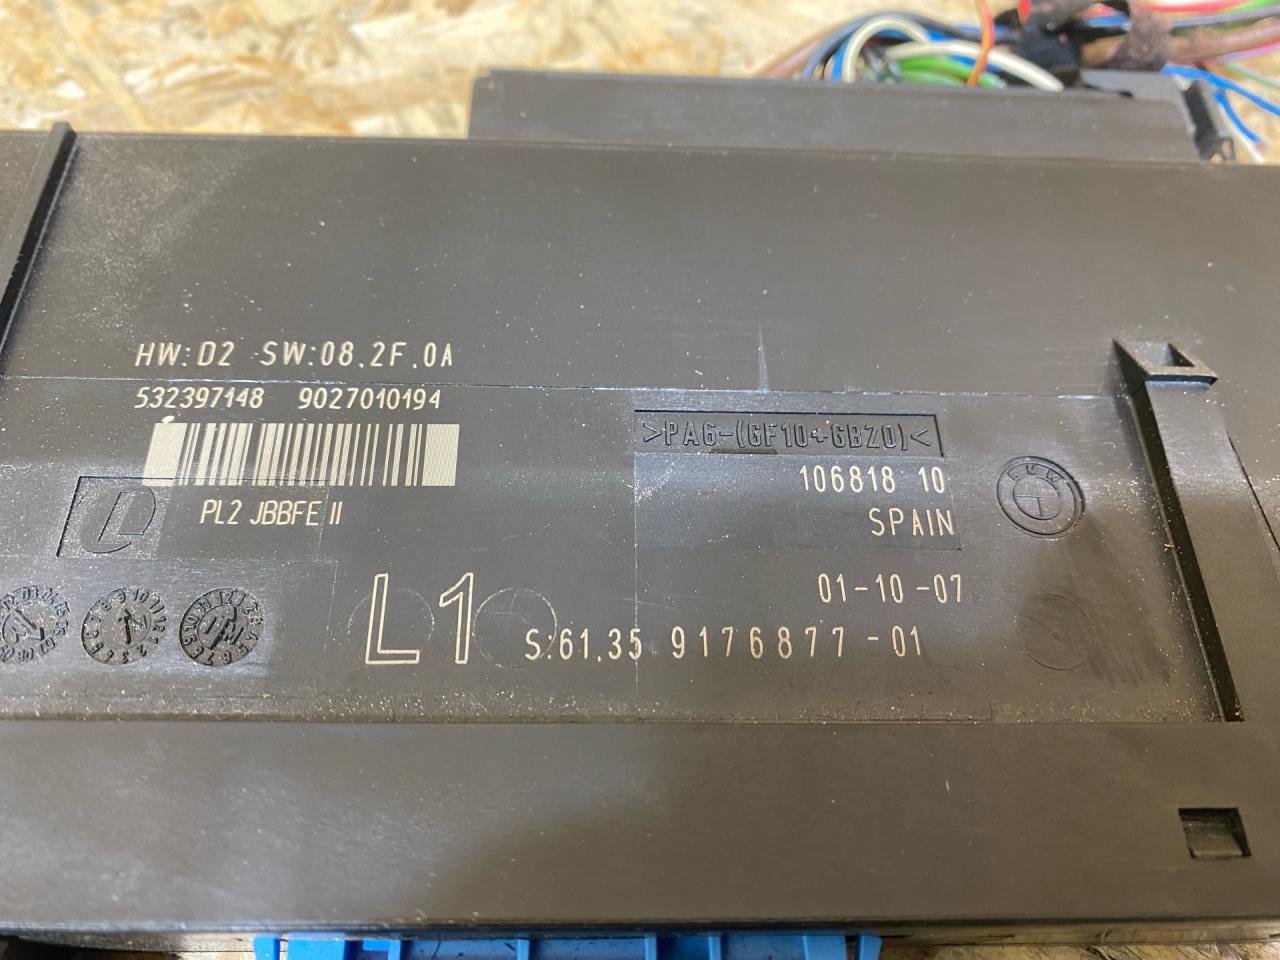 HW:D2 SW:08.2F.0A
532397148 9027010194
>PA6-(GF10+GB20)<
106818 10
PL2 JBBFE II
SPAIN
BMW
01-10-07
L1
S:61.35 9176877-01